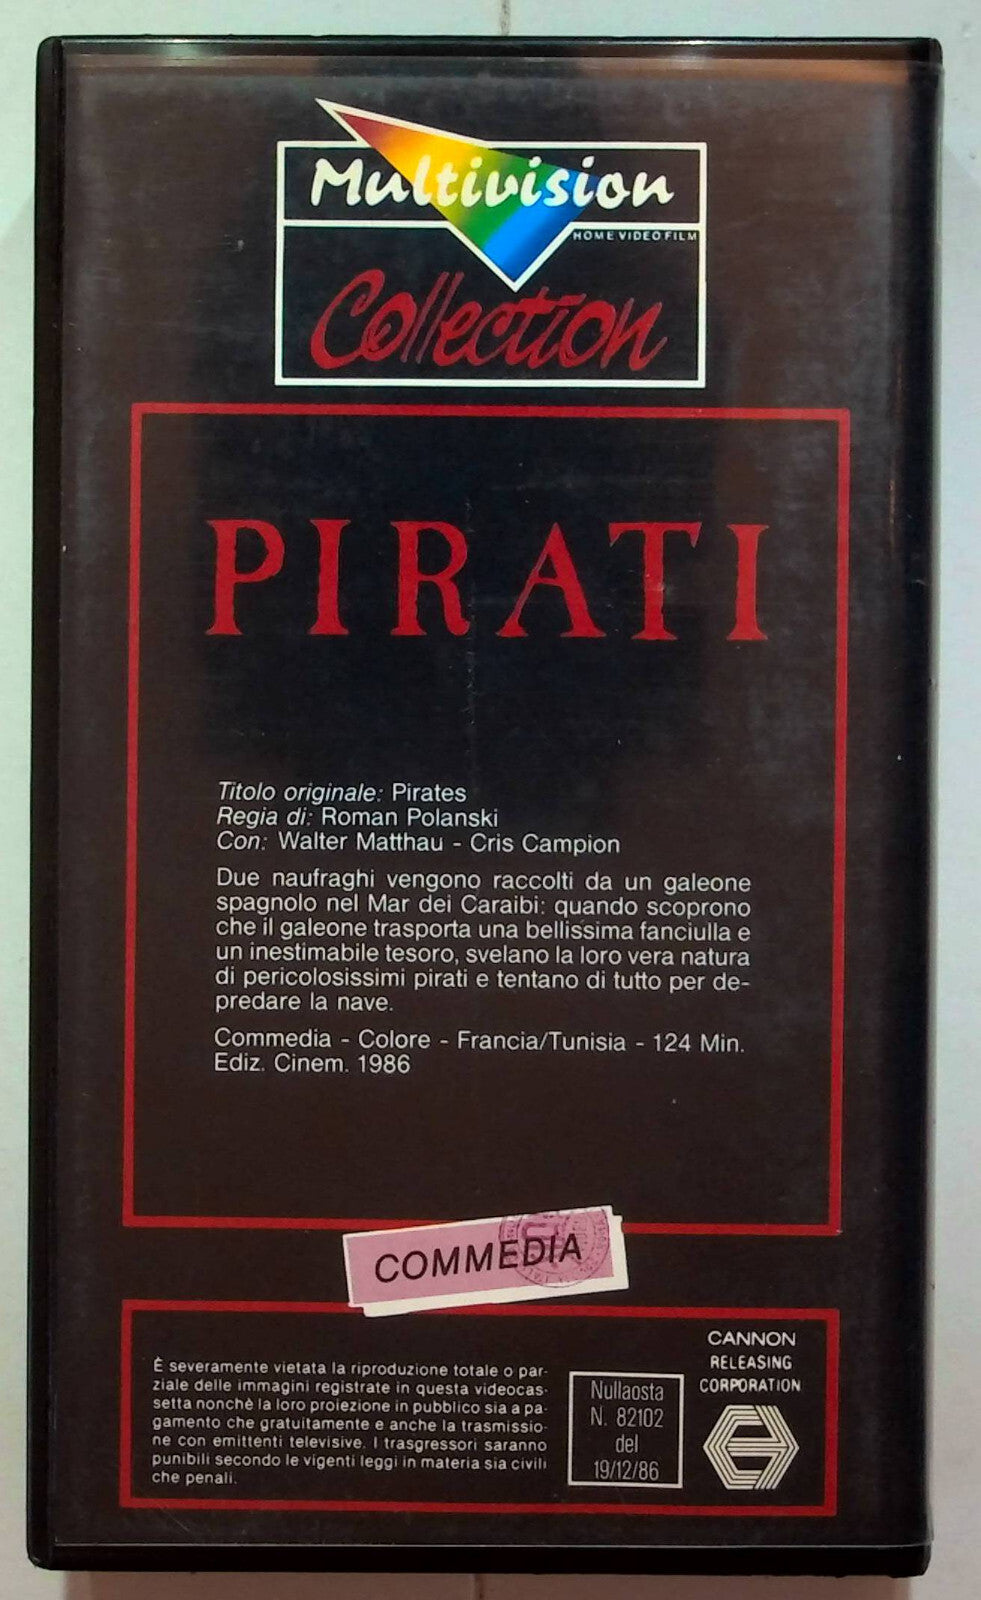 Multivision
HOME VIDEO FILM
Collection
PIRATI
Titolo originale: Pirates
Regia di: Roman Polanski
Con: Walter Matthau - Cris Campion
Due naufraghi vengono raccolti da un galeone
spagnolo nel Mar dei Caraibi: quando scoprono
che il galeone trasporta una bellissima fanciulla e
un inestimabile tesoro, svelano la loro vera natura
di pericolosissimi pirati e tentano di tutto per de-
predare la nave.
Commedia - Colore - Francia/Tunisia - 124 Min.
Ediz. Cinem. 1986
COMMEDIA
È severamente vietata la riproduzione totale o par-
ziale delle immagini registrate in questa videocas-
setta nonchè la loro proiezione in pubblico sia a pa-
gamento che gratuitamente e anche la trasmissio-
ne con emittenti televisive. I trasgressori saranno
punibili secondo le vigenti leggi in materia sia civili
che penali.
Nullaosta
N. 82102
del
19/12/86
CANNON
RELEASING
CORPORATION